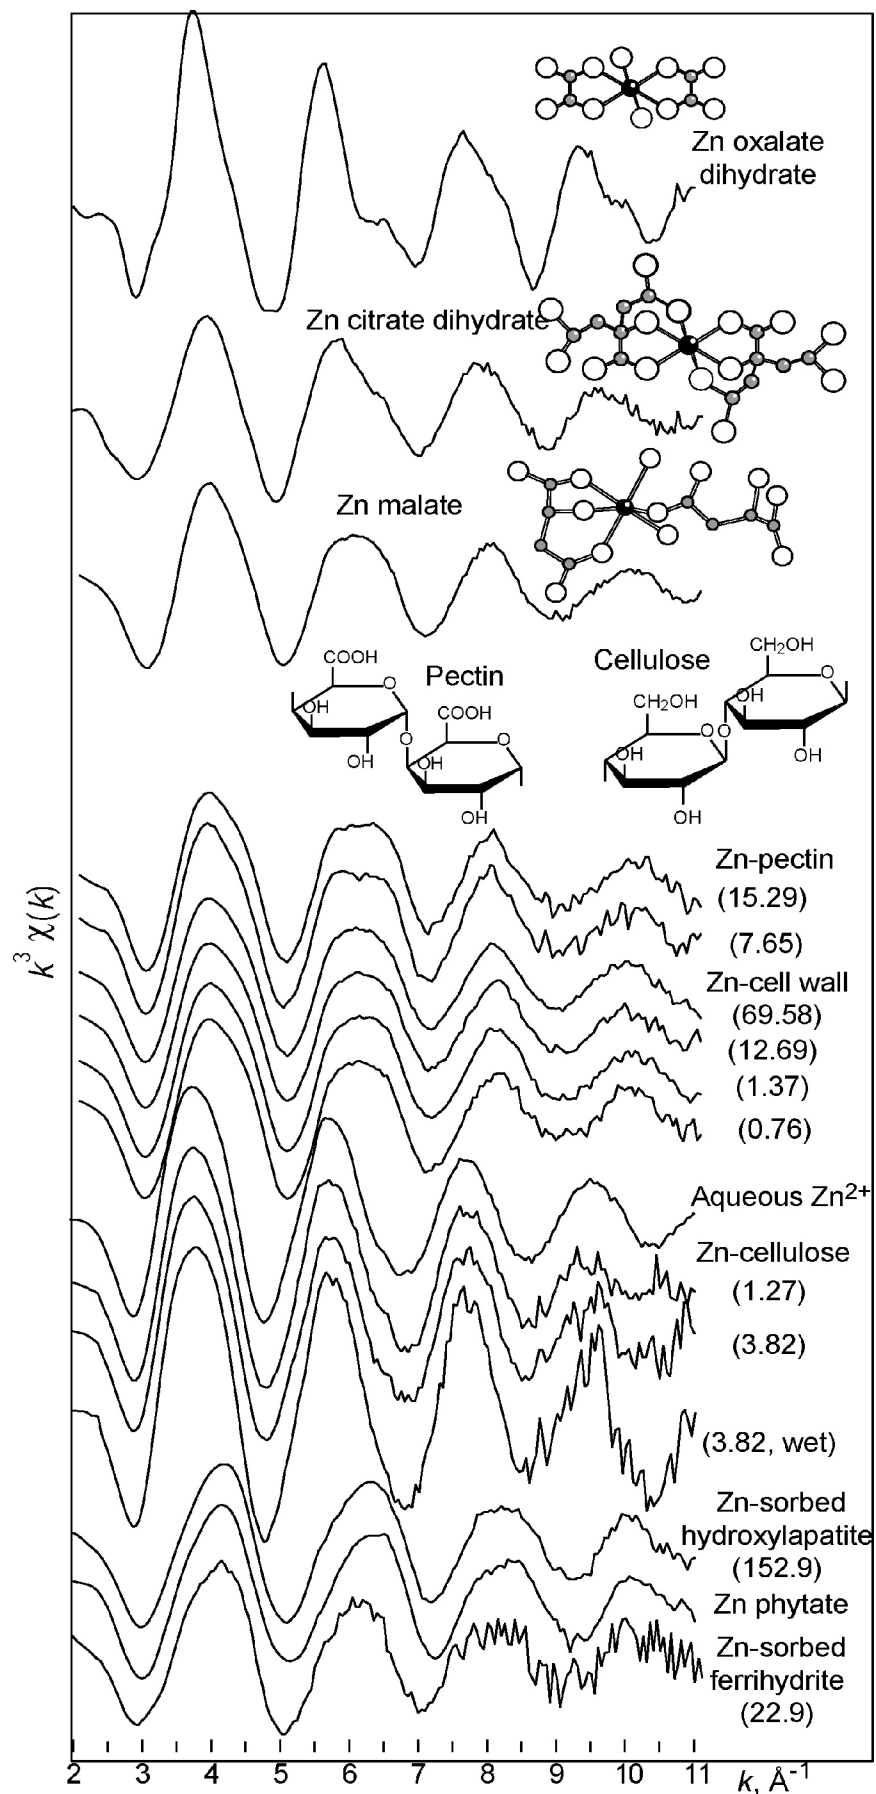 Zn oxalate
dihydrate
Zn citrate dihydrate
Zn malate
Pectin
Cellulose
COOH
O
OH
OH
O
COOH
O
OH
OH
CH₂OH
O
OH
OH
O
CH₂OH
O
OH
OH
k³ χ(k)
Zn-pectin
(15.29)
(7.65)
Zn-cell wall
(69.58)
(12.69)
(1.37)
(0.76)
Aqueous Zn²⁺
Zn-cellulose
(1.27)
(3.82)
(3.82, wet)
Zn-sorbed
hydroxylapatite
(152.9)
Zn phytate
Zn-sorbed
ferrihydrite
(22.9)
2 3 4 5 6 7 8 9 10 11 k, Å⁻¹